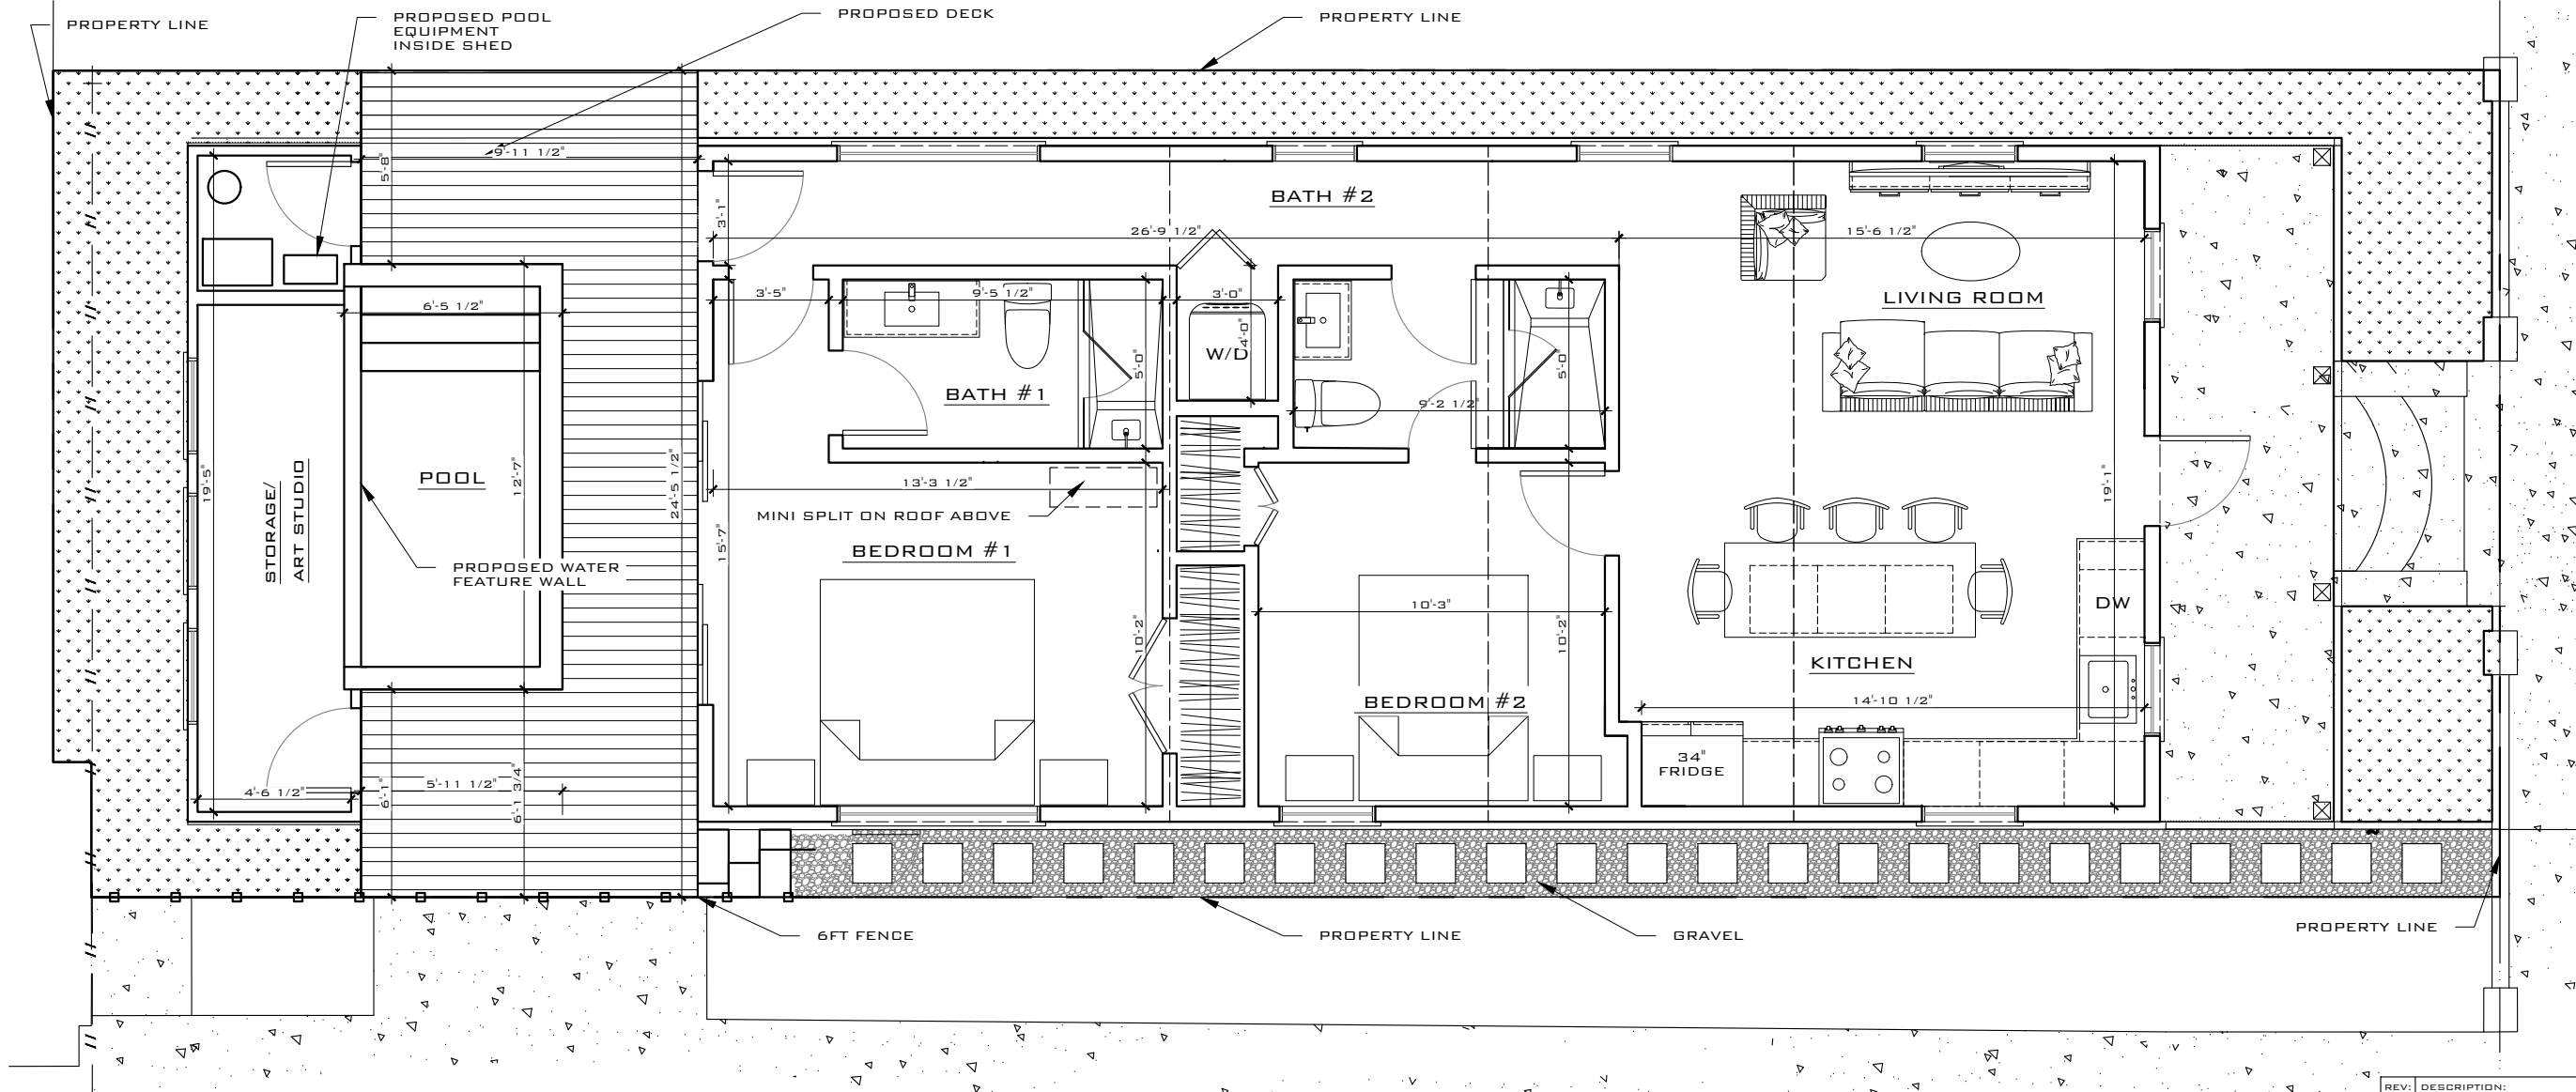 PROPERTY LINE
PROPOSED POOL
EQUIPMENT
INSIDE SHED
PROPOSED DECK
PROPERTY LINE
9'-11 1/2"
5'-8"
3'-1"
BATH #2
26'-9 1/2"
15'-6 1/2"
LIVING ROOM
6'-5 1/2"
3'-5"
9'-5 1/2"
3'-0"
4'-0"
W/D
5'-0"
5'-0"
BATH #1
9'-2 1/2"
19'-5"
STORAGE/
ART STUDIO
POOL
12'-7"
24'-5 1/2"
13'-3 1/2"
MINI SPLIT ON ROOF ABOVE
15'-7"
BEDROOM #1
19'-1"
PROPOSED WATER
FEATURE WALL
10'-2"
10'-3"
10'-2"
DW
KITCHEN
BEDROOM #2
14'-10 1/2"
34"
FRIDGE
4'-6 1/2"
6'-1"
5'-11 1/2"
6'-1 3/4"
6FT FENCE
PROPERTY LINE
GRAVEL
PROPERTY LINE
REV: DESCRIPTION: